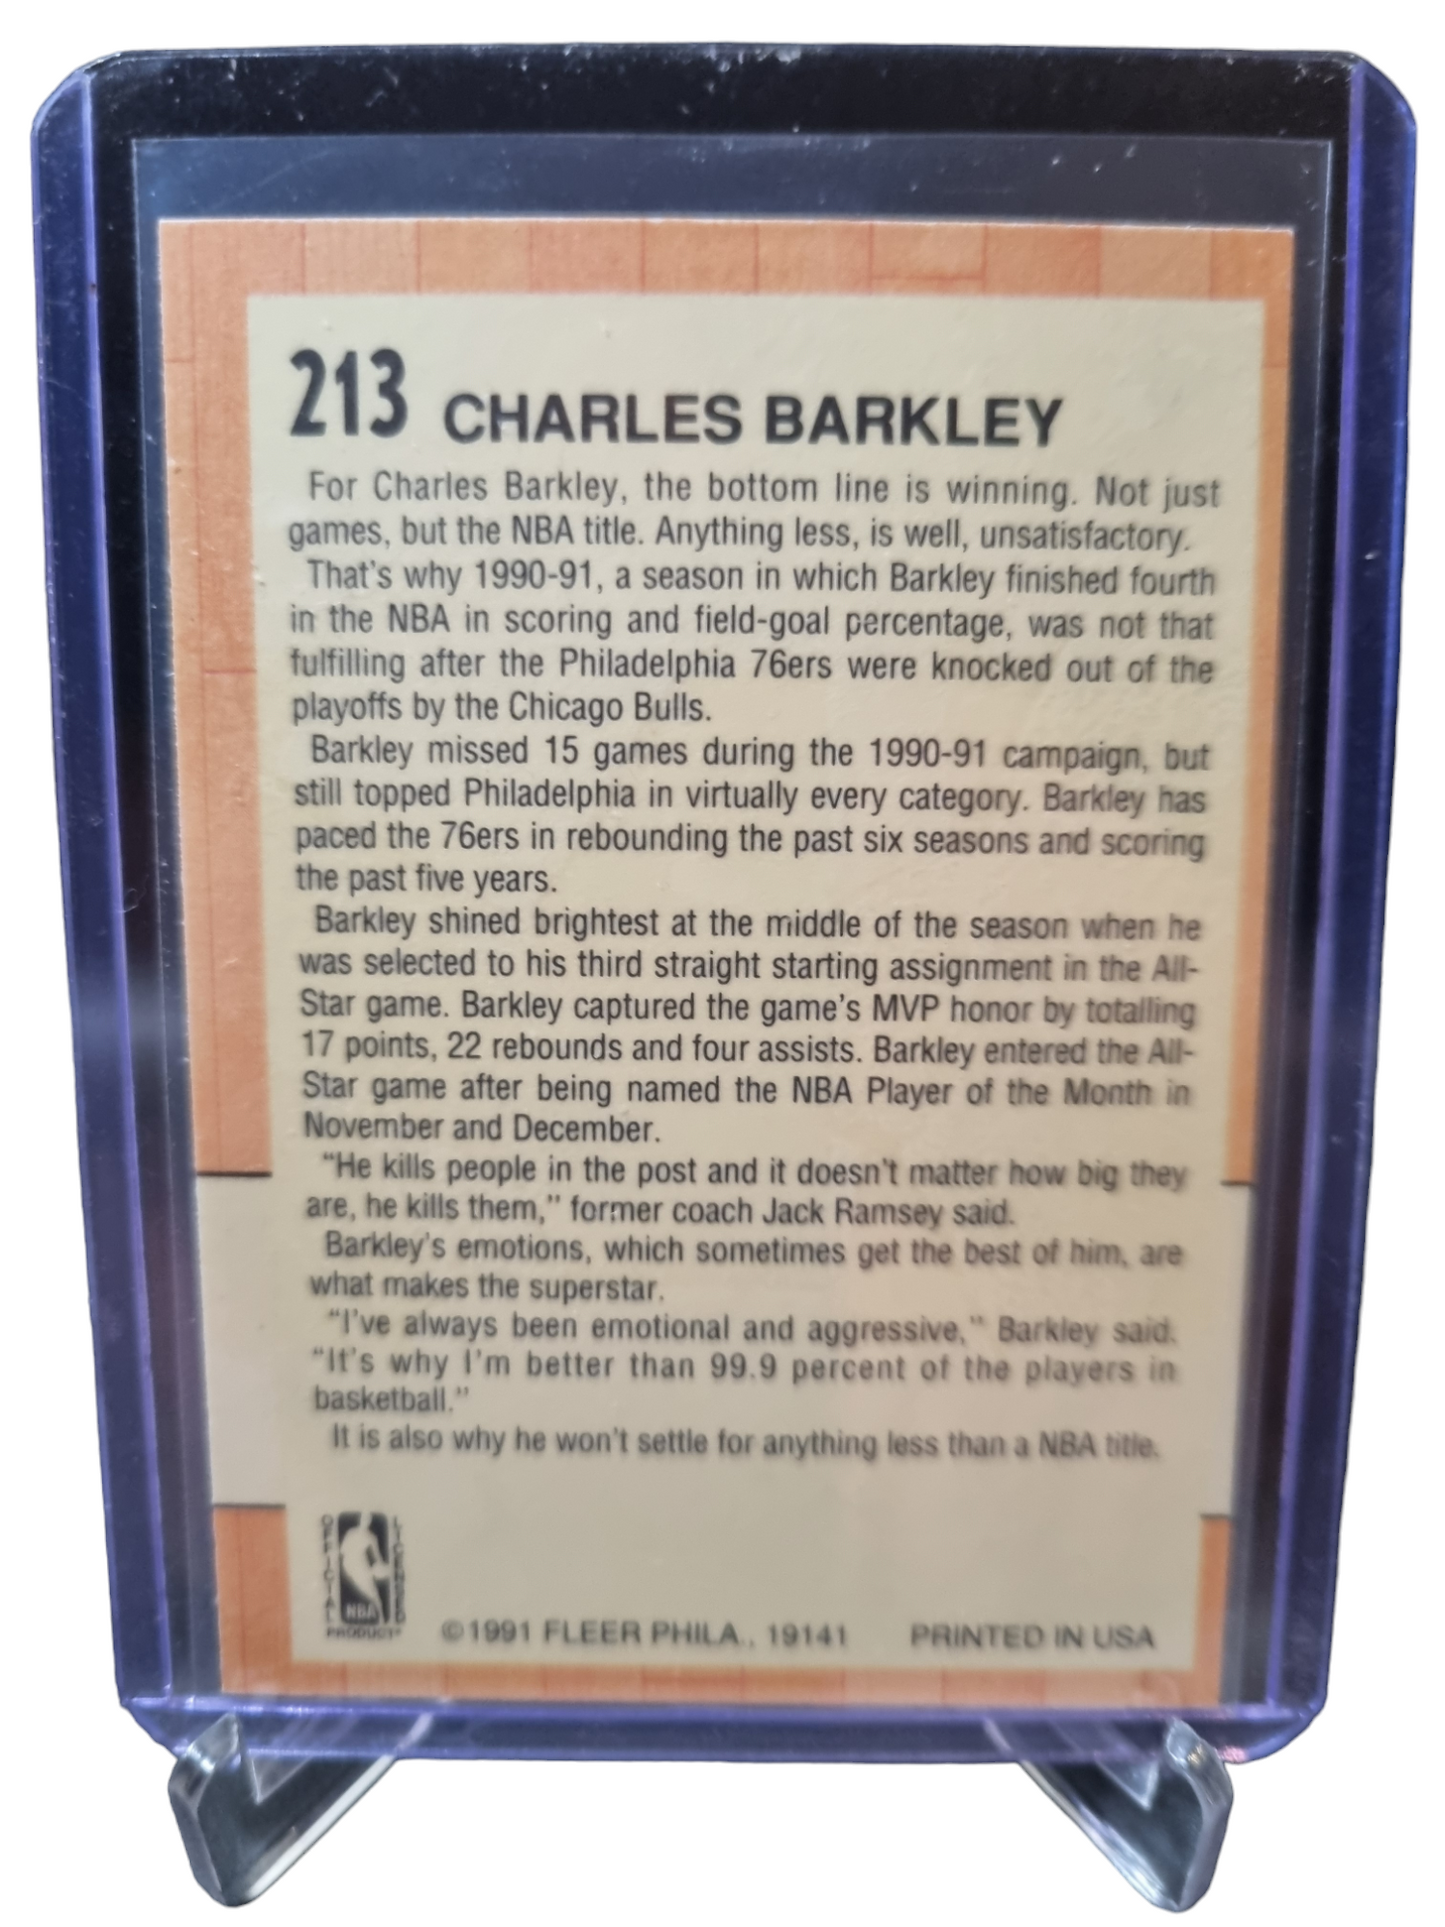 213 CHARLES BARKLEY
For Charles Barkley, the bottom line is winning. Not just
games, but the NBA title. Anything less, is well, unsatisfactory.
That's why 1990-91, a season in which Barkley finished fourth
in the NBA in scoring and field-goal percentage, was not that
fulfilling after the Philadelphia 76ers were knocked out of the
playoffs by the Chicago Bulls.
Barkley missed 15 games during the 1990-91 campaign, but
still topped Philadelphia in virtually every category. Barkley has
paced the 76ers in rebounding the past six seasons and scoring
the past five years.
Barkley shined brightest at the middle of the season when he
was selected to his third straight starting assignment in the All-
Star game. Barkley captured the game's MVP honor by totalling
17 points, 22 rebounds and four assists. Barkley entered the All-
Star game after being named the NBA Player of the Month in
November and December.
“He kills people in the post and it doesn't matter how big they
are, he kills them,” former coach Jack Ramsey said.
Barkley's emotions, which sometimes get the best of him, are
what makes the superstar.
“I've always been emotional and aggressive,” Barkley said.
“It's why I'm better than 99.9 percent of the players in
basketball.”
It is also why he won't settle for anything less than a NBA title.
OFFICIAL
LICENSED
NBA
PRODUCT
©1991 FLEER PHILA., 19141 PRINTED IN USA